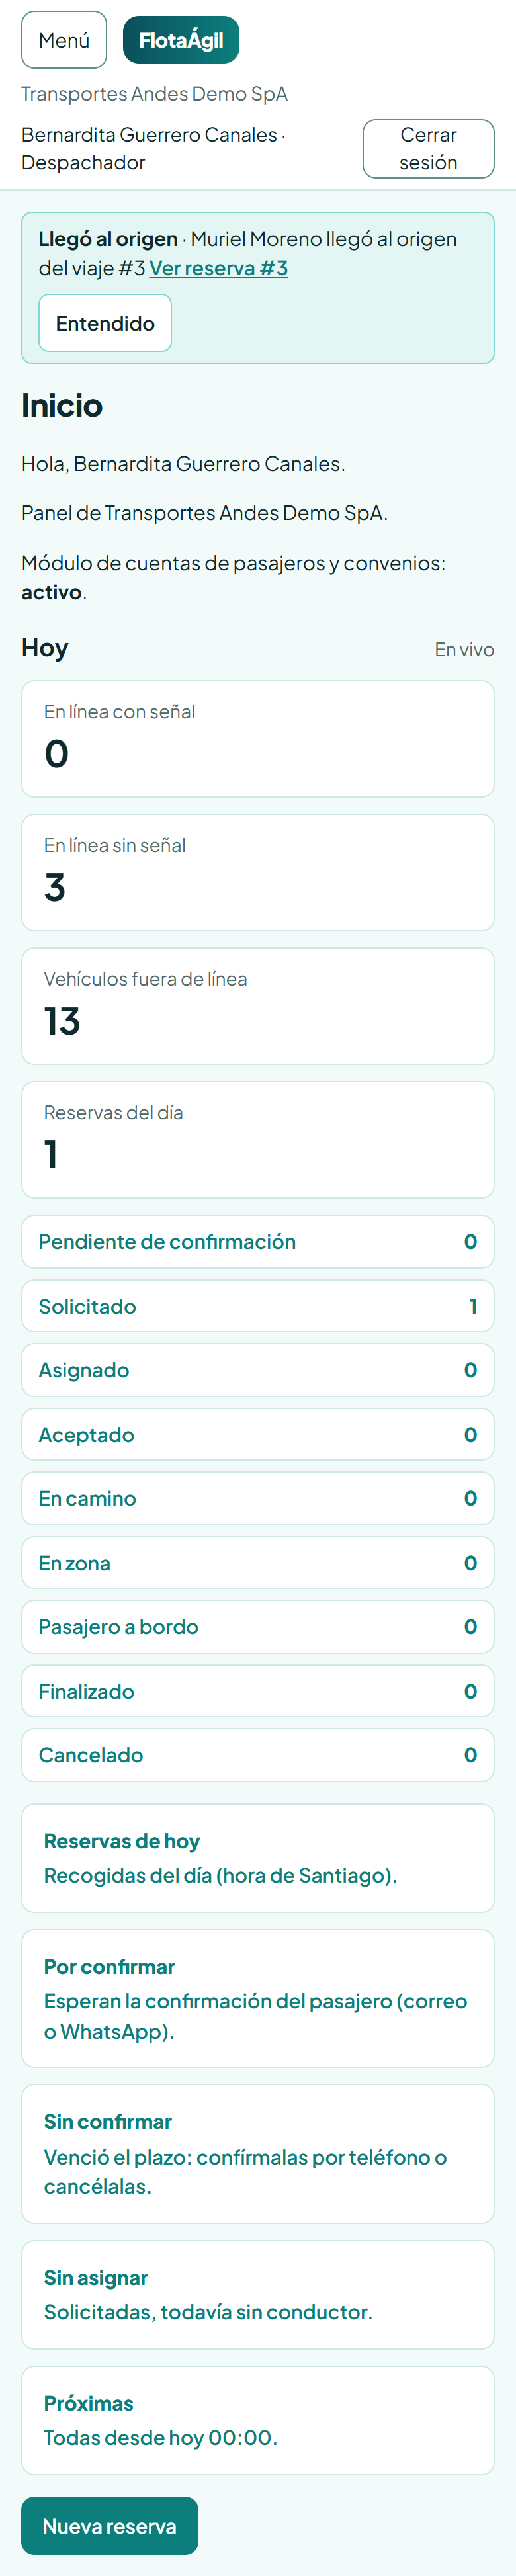 Menú
FlotaÁgil
Transportes Andes Demo SpA
Bernardita Guerrero Canales ·
Despachador
Cerrar
sesión
Llegó al origen · Muriel Moreno llegó al origen
del viaje #3 Ver reserva #3
Entendido
Inicio
Hola, Bernardita Guerrero Canales.
Panel de Transportes Andes Demo SpA.
Módulo de cuentas de pasajeros y convenios:
activo.
Hoy
En vivo
En línea con señal
0
En línea sin señal
3
Vehículos fuera de línea
13
Reservas del día
1
Pendiente de confirmación 0
Solicitado 1
Asignado 0
Aceptado 0
En camino 0
En zona 0
Pasajero a bordo 0
Finalizado 0
Cancelado 0
Reservas de hoy
Recogidas del día (hora de Santiago).
Por confirmar
Esperan la confirmación del pasajero (correo
o WhatsApp).
Sin confirmar
Venció el plazo: confírmalas por teléfono o
cancélalas.
Sin asignar
Solicitadas, todavía sin conductor.
Próximas
Todas desde hoy 00:00.
Nueva reserva